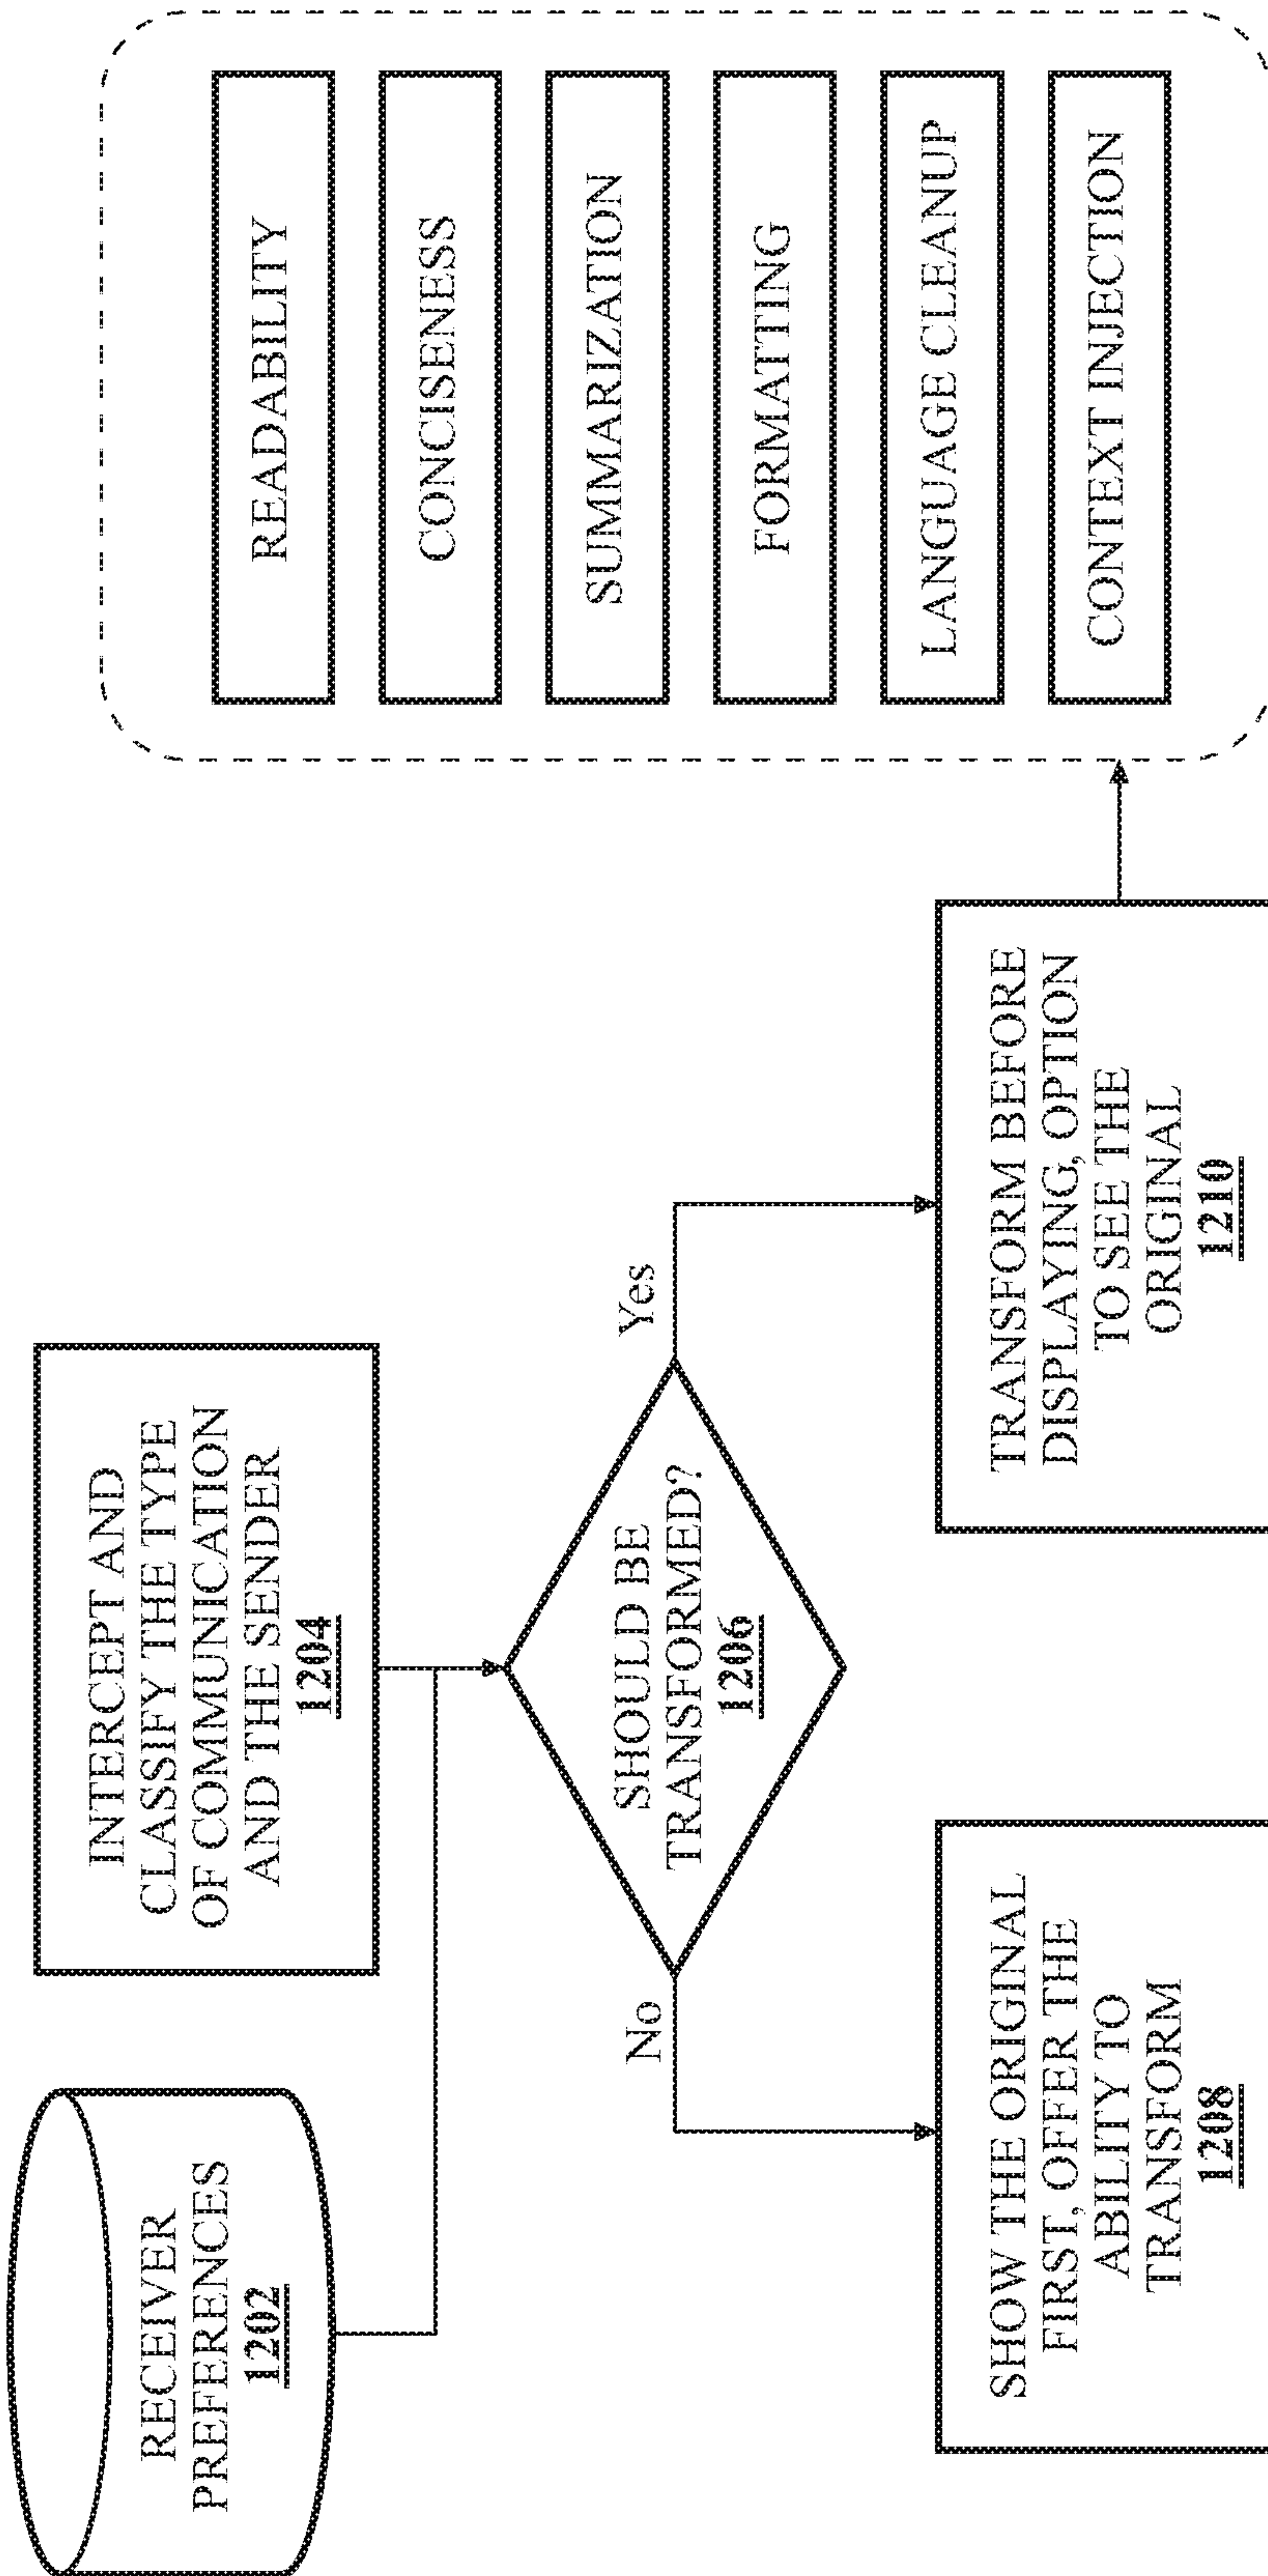 RECEIVER
PREFERENCES
1202
INTERCEPT AND
CLASSIFY THE TYPE
OF COMMUNICATION
AND THE SENDER
1204
SHOULD BE
TRANSFORMED?
1206
No
Yes
SHOW THE ORIGINAL
FIRST, OFFER THE
ABILITY TO
TRANSFORM
1208
TRANSFORM BEFORE
DISPLAYING, OPTION
TO SEE THE
ORIGINAL
1210
READABILITY
CONCISENESS
SUMMARIZATION
FORMATTING
LANGUAGE CLEANUP
CONTEXT INJECTION